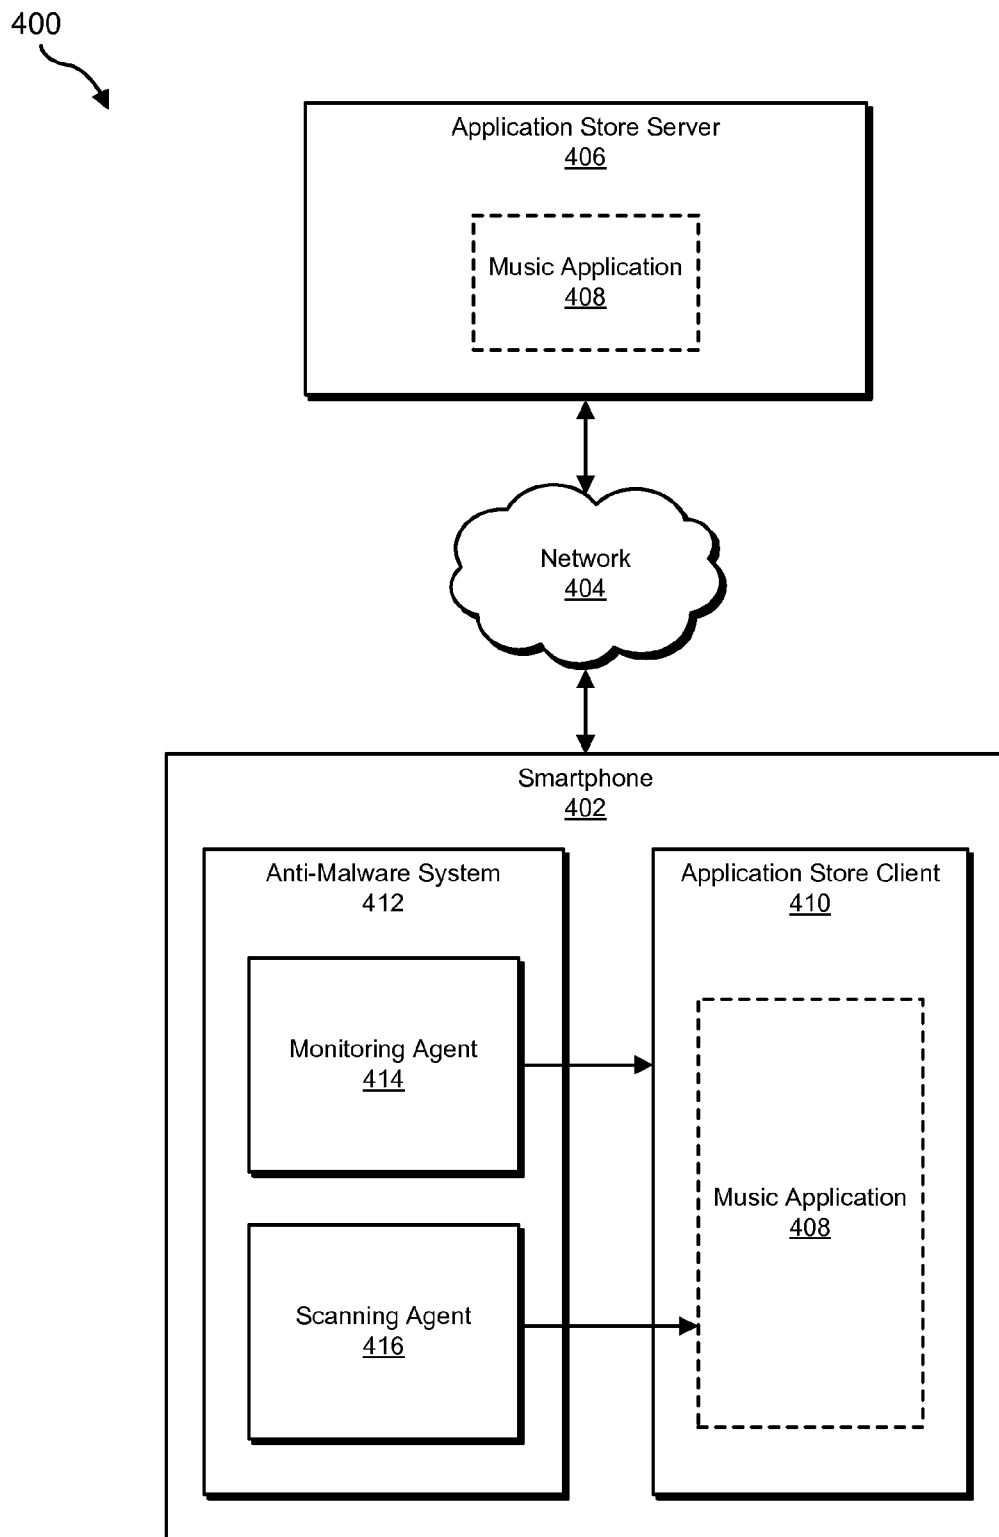 400
Application Store Server
406
Music Application
408
Network
404
Smartphone
402
Anti-Malware System
412
Monitoring Agent
414
Scanning Agent
416
Application Store Client
410
Music Application
408